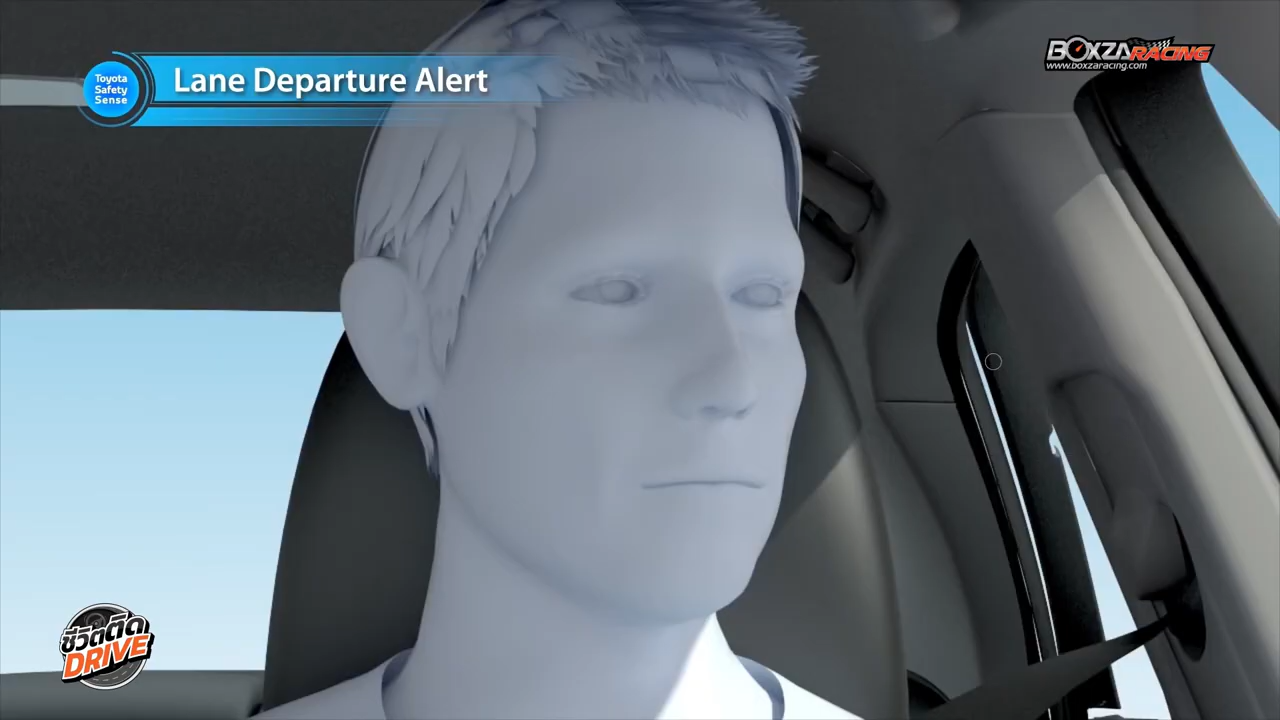 Toyota
Safety
Sense
Lane Departure Alert
BOXZARACING
www.boxzaracing.com
ชีวิตติด
DRIVE